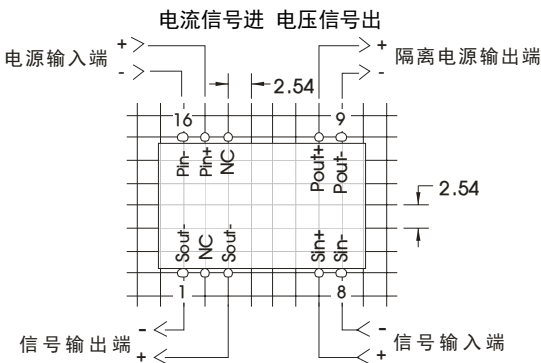 电流信号进 电压信号出
电源输入端
+
-
+
-
隔离电源输出端
2.54
16
9
Pin-
Pin+
NC
Pout+
Pout-
2.54
Sout-
NC
Sout-
Sin+
Sin-
1
8
信号输出端
-
+
-
+
信号输入端